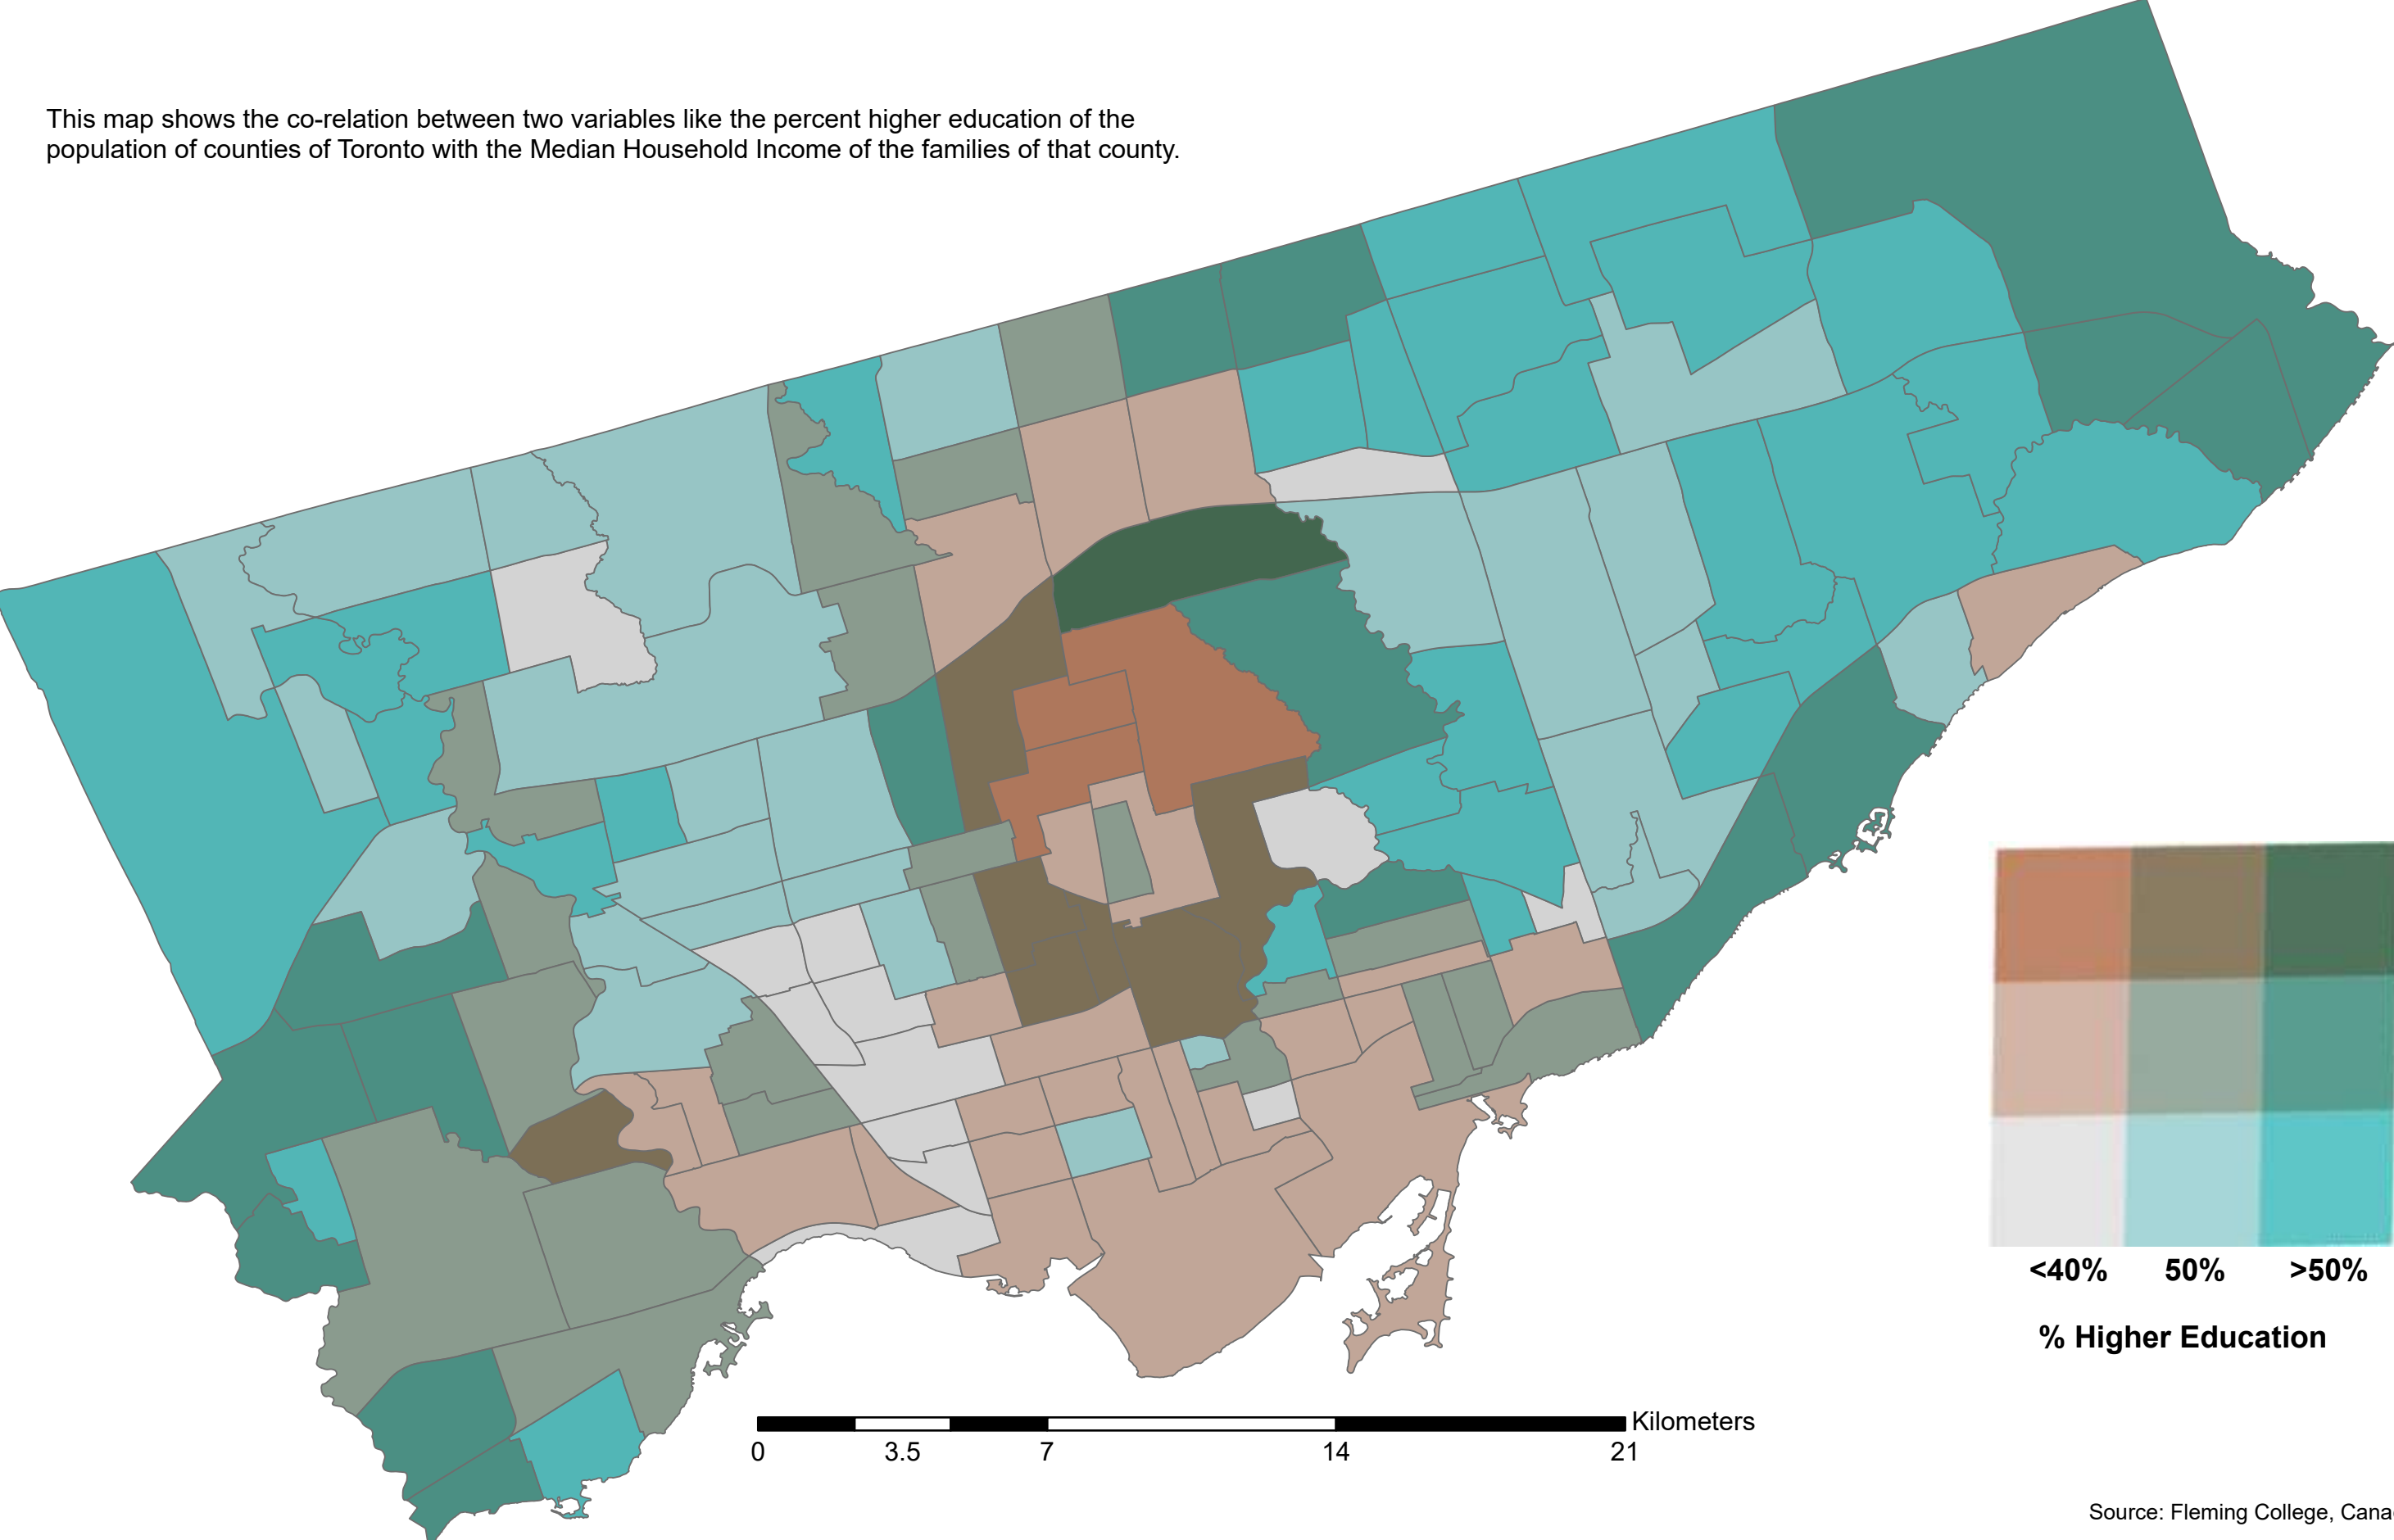 This map shows the co-relation between two variables like the percent higher education of the
population of counties of Toronto with the Median Household Income of the families of that county.
<40% 50% >50%
% Higher Education
Kilometers
0 3.5 7 14 21
Source: Fleming College, Cana